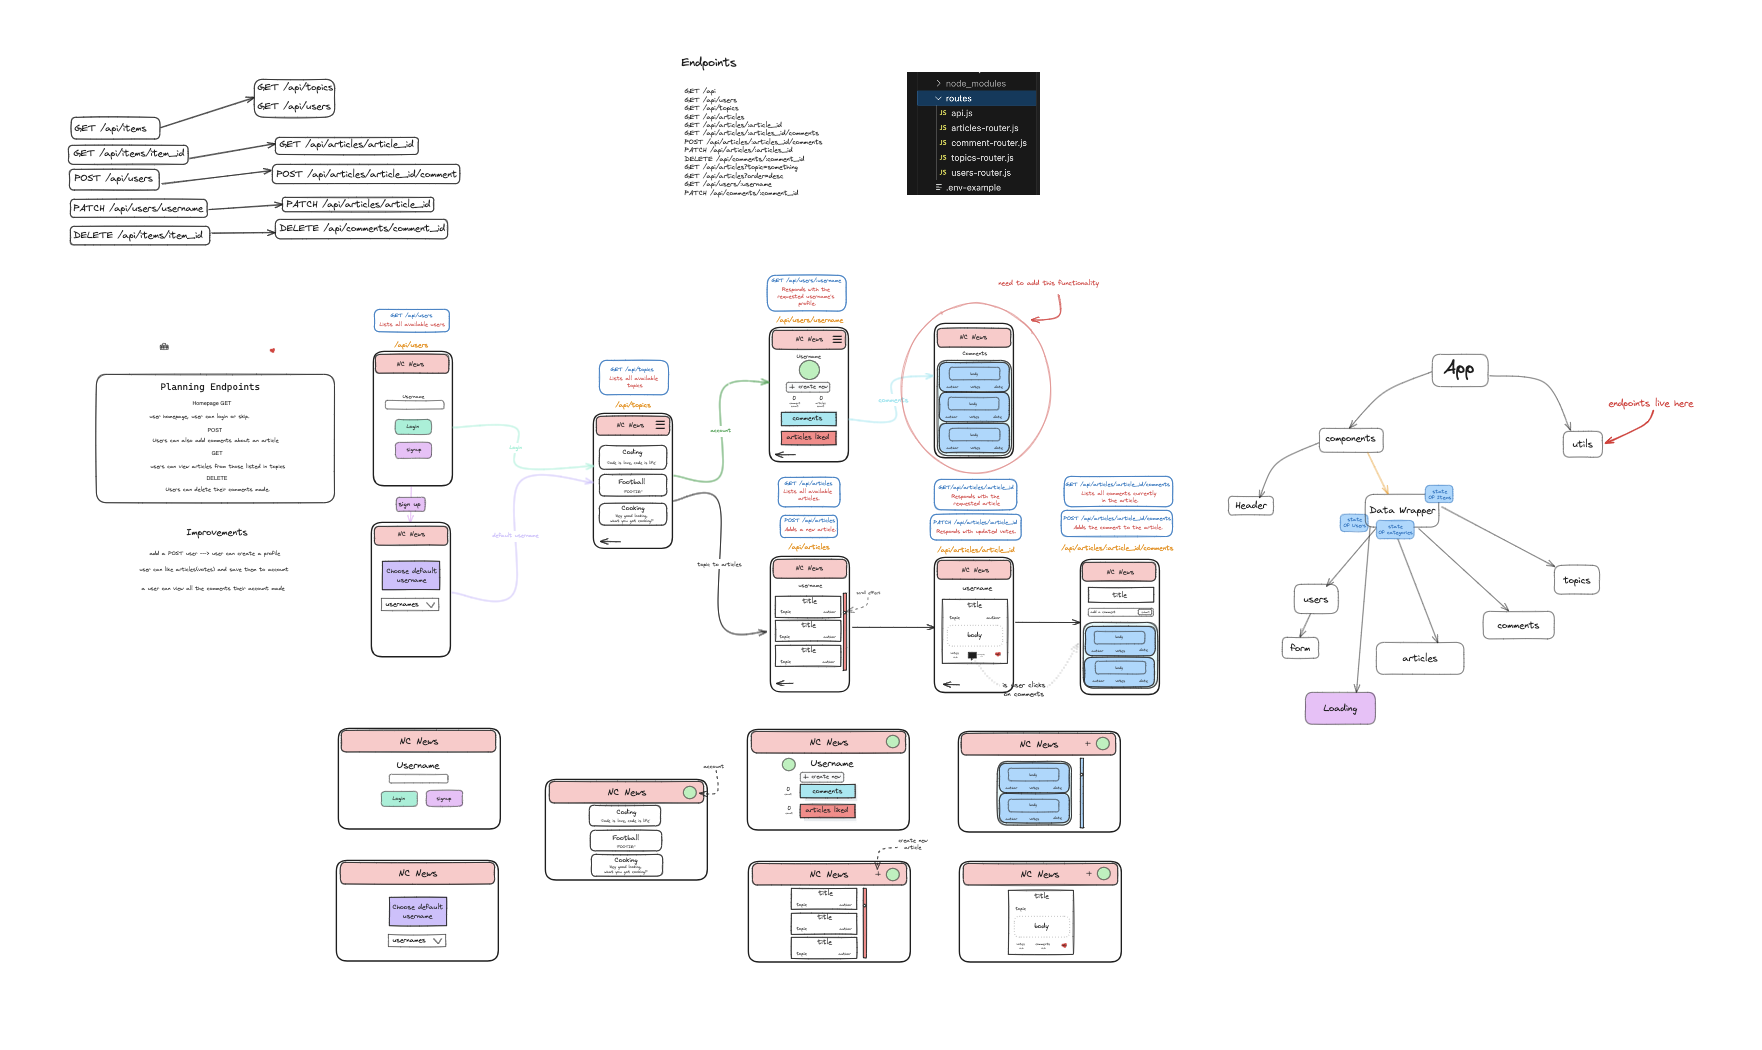 GET /api/topics
GET /api/users
GET /api/items
GET /api/items/item_id
GET /api/articles/article_id
POST /api/users
POST /api/articles/article_id/comment
PATCH /api/users/username
PATCH /api/articles/article_id
DELETE /api/items/item_id
DELETE /api/comments/comment_id
Endpoints
GET /api
GET /api/users
GET /api/topics
GET /api/articles
GET /api/articles/:article_id
GET /api/articles/:articles_id/comments
POST /api/articles/:articles_id/comments
PATCH /api/articles/:articles_id
DELETE /api/comments/:comment_id
GET /api/articles?topic=something
GET /api/articles?order=desc
GET /api/users/:username
PATCH /api/comments/:comment_id
node_modules
routes
JS api.js
JS articles-router.js
JS comment-router.js
JS topics-router.js
JS users-router.js
.env-example
Planning Endpoints
Homepage GET
user homepage, user can login or skip.
POST
Users can also add comments about an article
GET
users can view articles from those listed in topics
DELETE
Users can delete their comments made.
Improvements
add a POST user --> user can create a profile
user can like articles(votes) and save them to account
a user can view all the comments their account made
GET /api/users
Lists all available users
/api/users
NC News
Username
Login
Signup
Sign up
NC News
Choose default
username
usernames
Login
default username
GET /api/topics
Lists all available
topics
/api/topics
NC News
Coding
Code is love, code is life
Football
FOOTIE!
Cooking
Hey good looking,
what you got cooking?
account
topic to articles
GET /api/users/:username
Responds with the
requested username's
profile.
/api/users/username
NC News
Username
+ create new
0
0
comments
articles liked
comments
need to add this functionality
NC News
Comments
body
author votes date
body
author votes date
body
author votes date
GET /api/articles
Lists all available
articles.
POST /api/articles
Adds a new article.
/api/articles
NC News
username
title
topic author
title
topic author
title
topic author
scroll effect
GET/api/articles/article_id
Responds with the
requested article
PATCH /api/articles/article_id
Responds with updated votes.
/api/articles/article_id
NC News
username
title
topic author
body
is user clicks
on comments
GET /api/articles/article_id/comments
Lists all comments currently
in the article.
POST /api/articles/article_id/comments
Adds the comment to the article.
/api/articles/article_id/comments
NC News
title
add a comment
body
author votes date
body
author votes date
App
components
utils
endpoints live here
Header
Data Wrapper
state
OF Items
state
OF Users
state
OF categories
users
form
Loading
articles
comments
topics
NC News
Username
Login
Signup
NC News
Choose default
username
usernames
account
NC News
Coding
Code is love, code is life
Football
FOOTIE!
Cooking
Hey good looking,
what you got cooking?
NC News
Username
+ create new
0
comments
0
articles liked
NC News +
body
author votes date
body
author votes date
create new
article
NC News +
title
topic author
title
topic author
title
topic author
NC News +
title
topic
body
votes comments